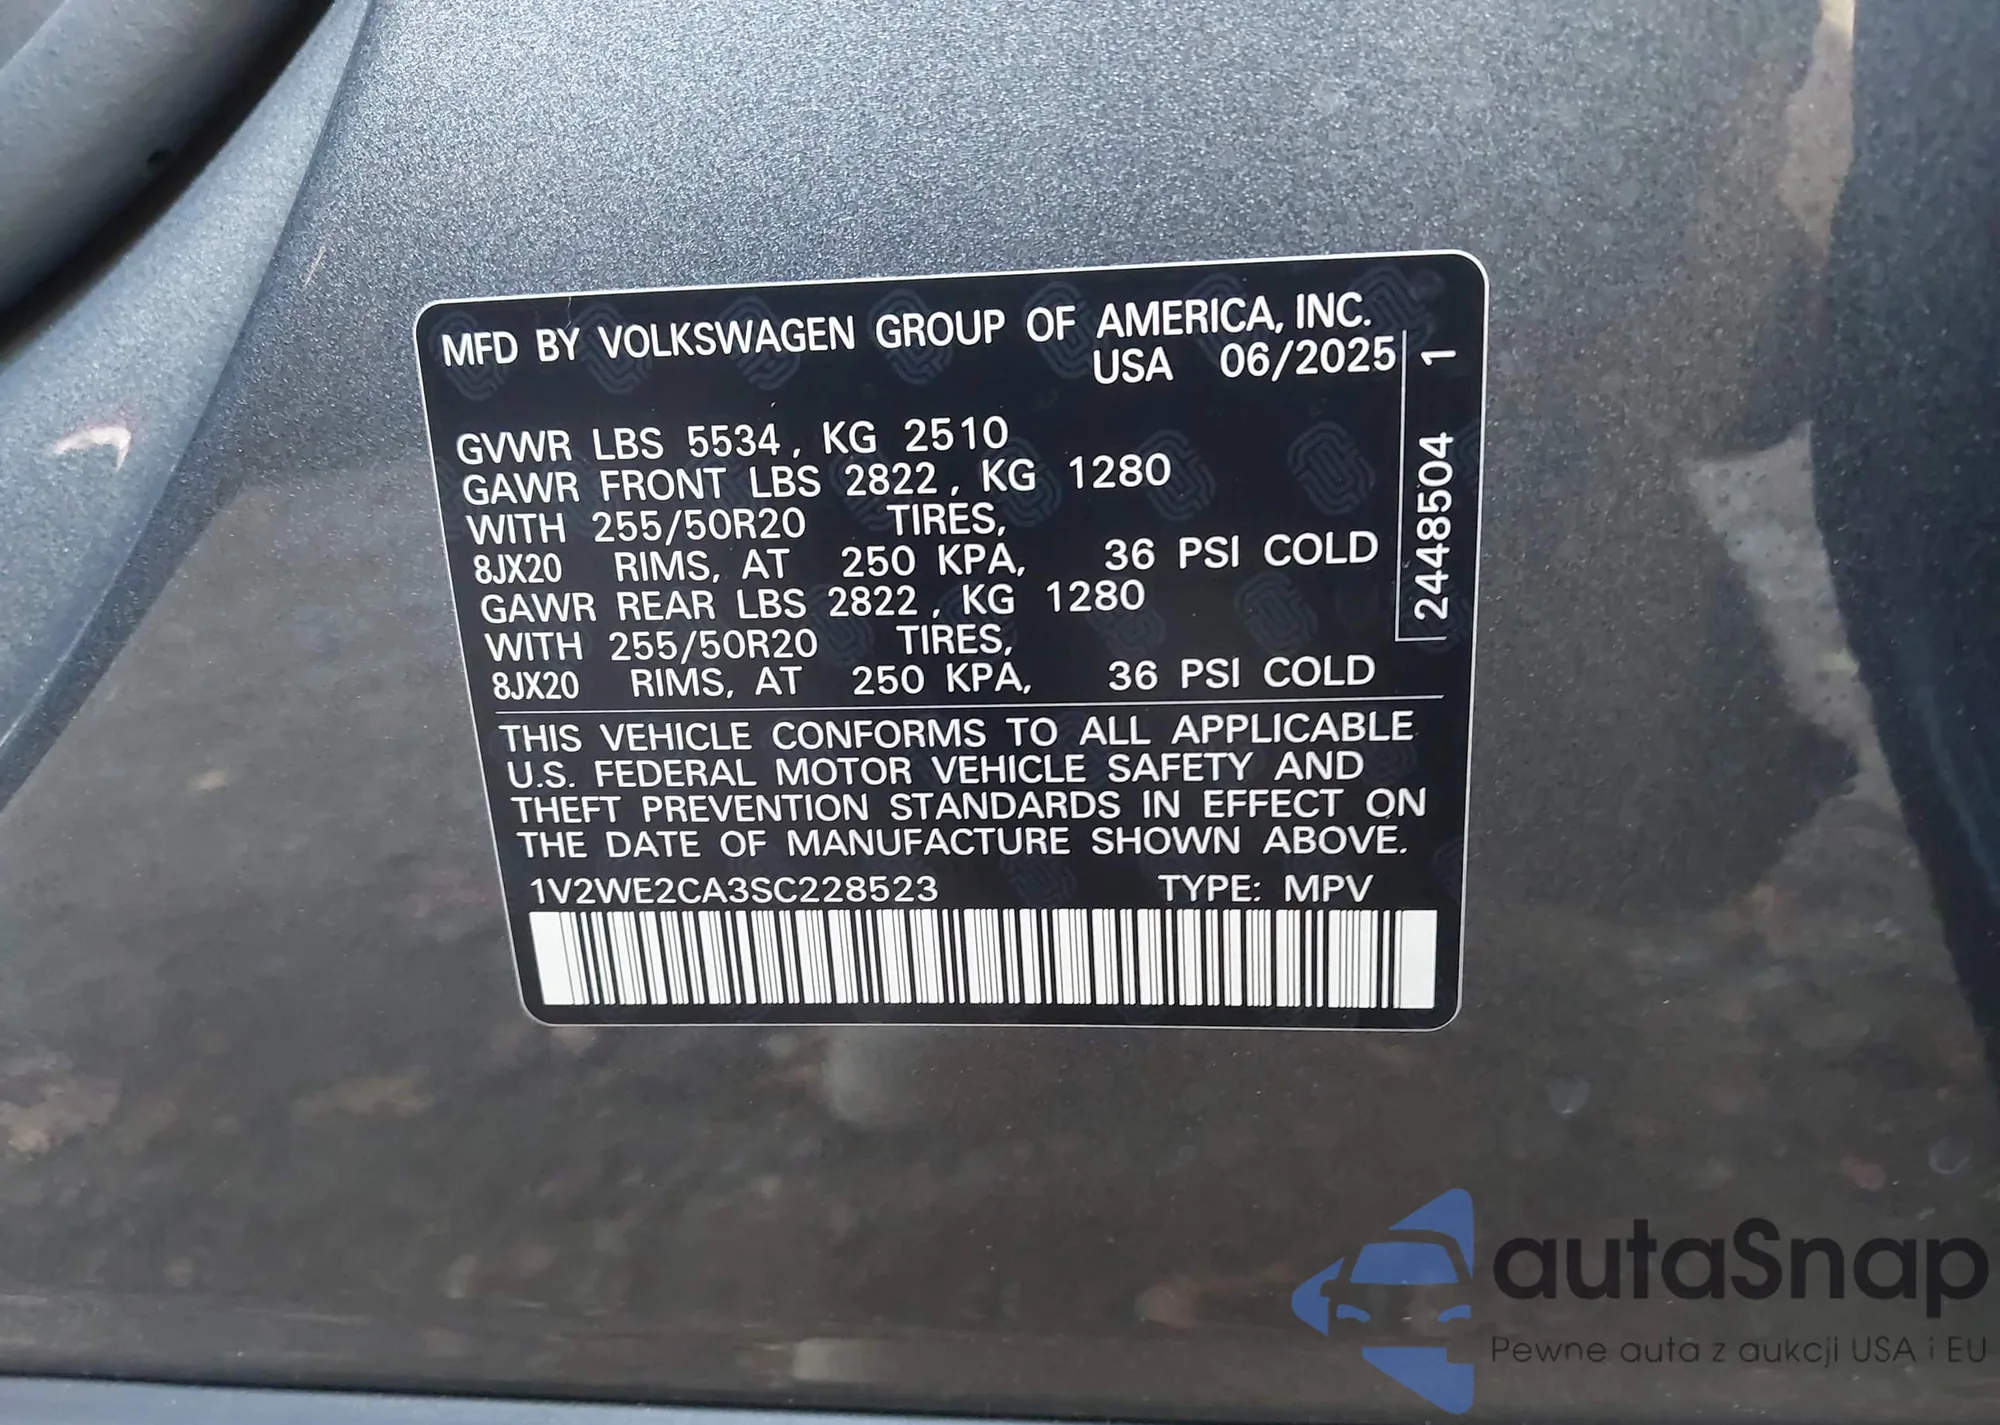 MFD BY VOLKSWAGEN GROUP OF AMERICA, INC.
USA 06/2025
GVWR LBS 5534, KG 2510
GAWR FRONT LBS 2822, KG 1280
WITH 255/50R20 TIRES,
8JX20 RIMS, AT 250 KPA, 36 PSI COLD
GAWR REAR LBS 2822, KG 1280
WITH 255/50R20 TIRES,
8JX20 RIMS, AT 250 KPA, 36 PSI COLD
2448504 1
THIS VEHICLE CONFORMS TO ALL APPLICABLE
U.S. FEDERAL MOTOR VEHICLE SAFETY AND
THEFT PREVENTION STANDARDS IN EFFECT ON
THE DATE OF MANUFACTURE SHOWN ABOVE.
1V2WE2CA3SC228523 TYPE: MPV
autaSnap
Pewne auta z aukcji USA i EU